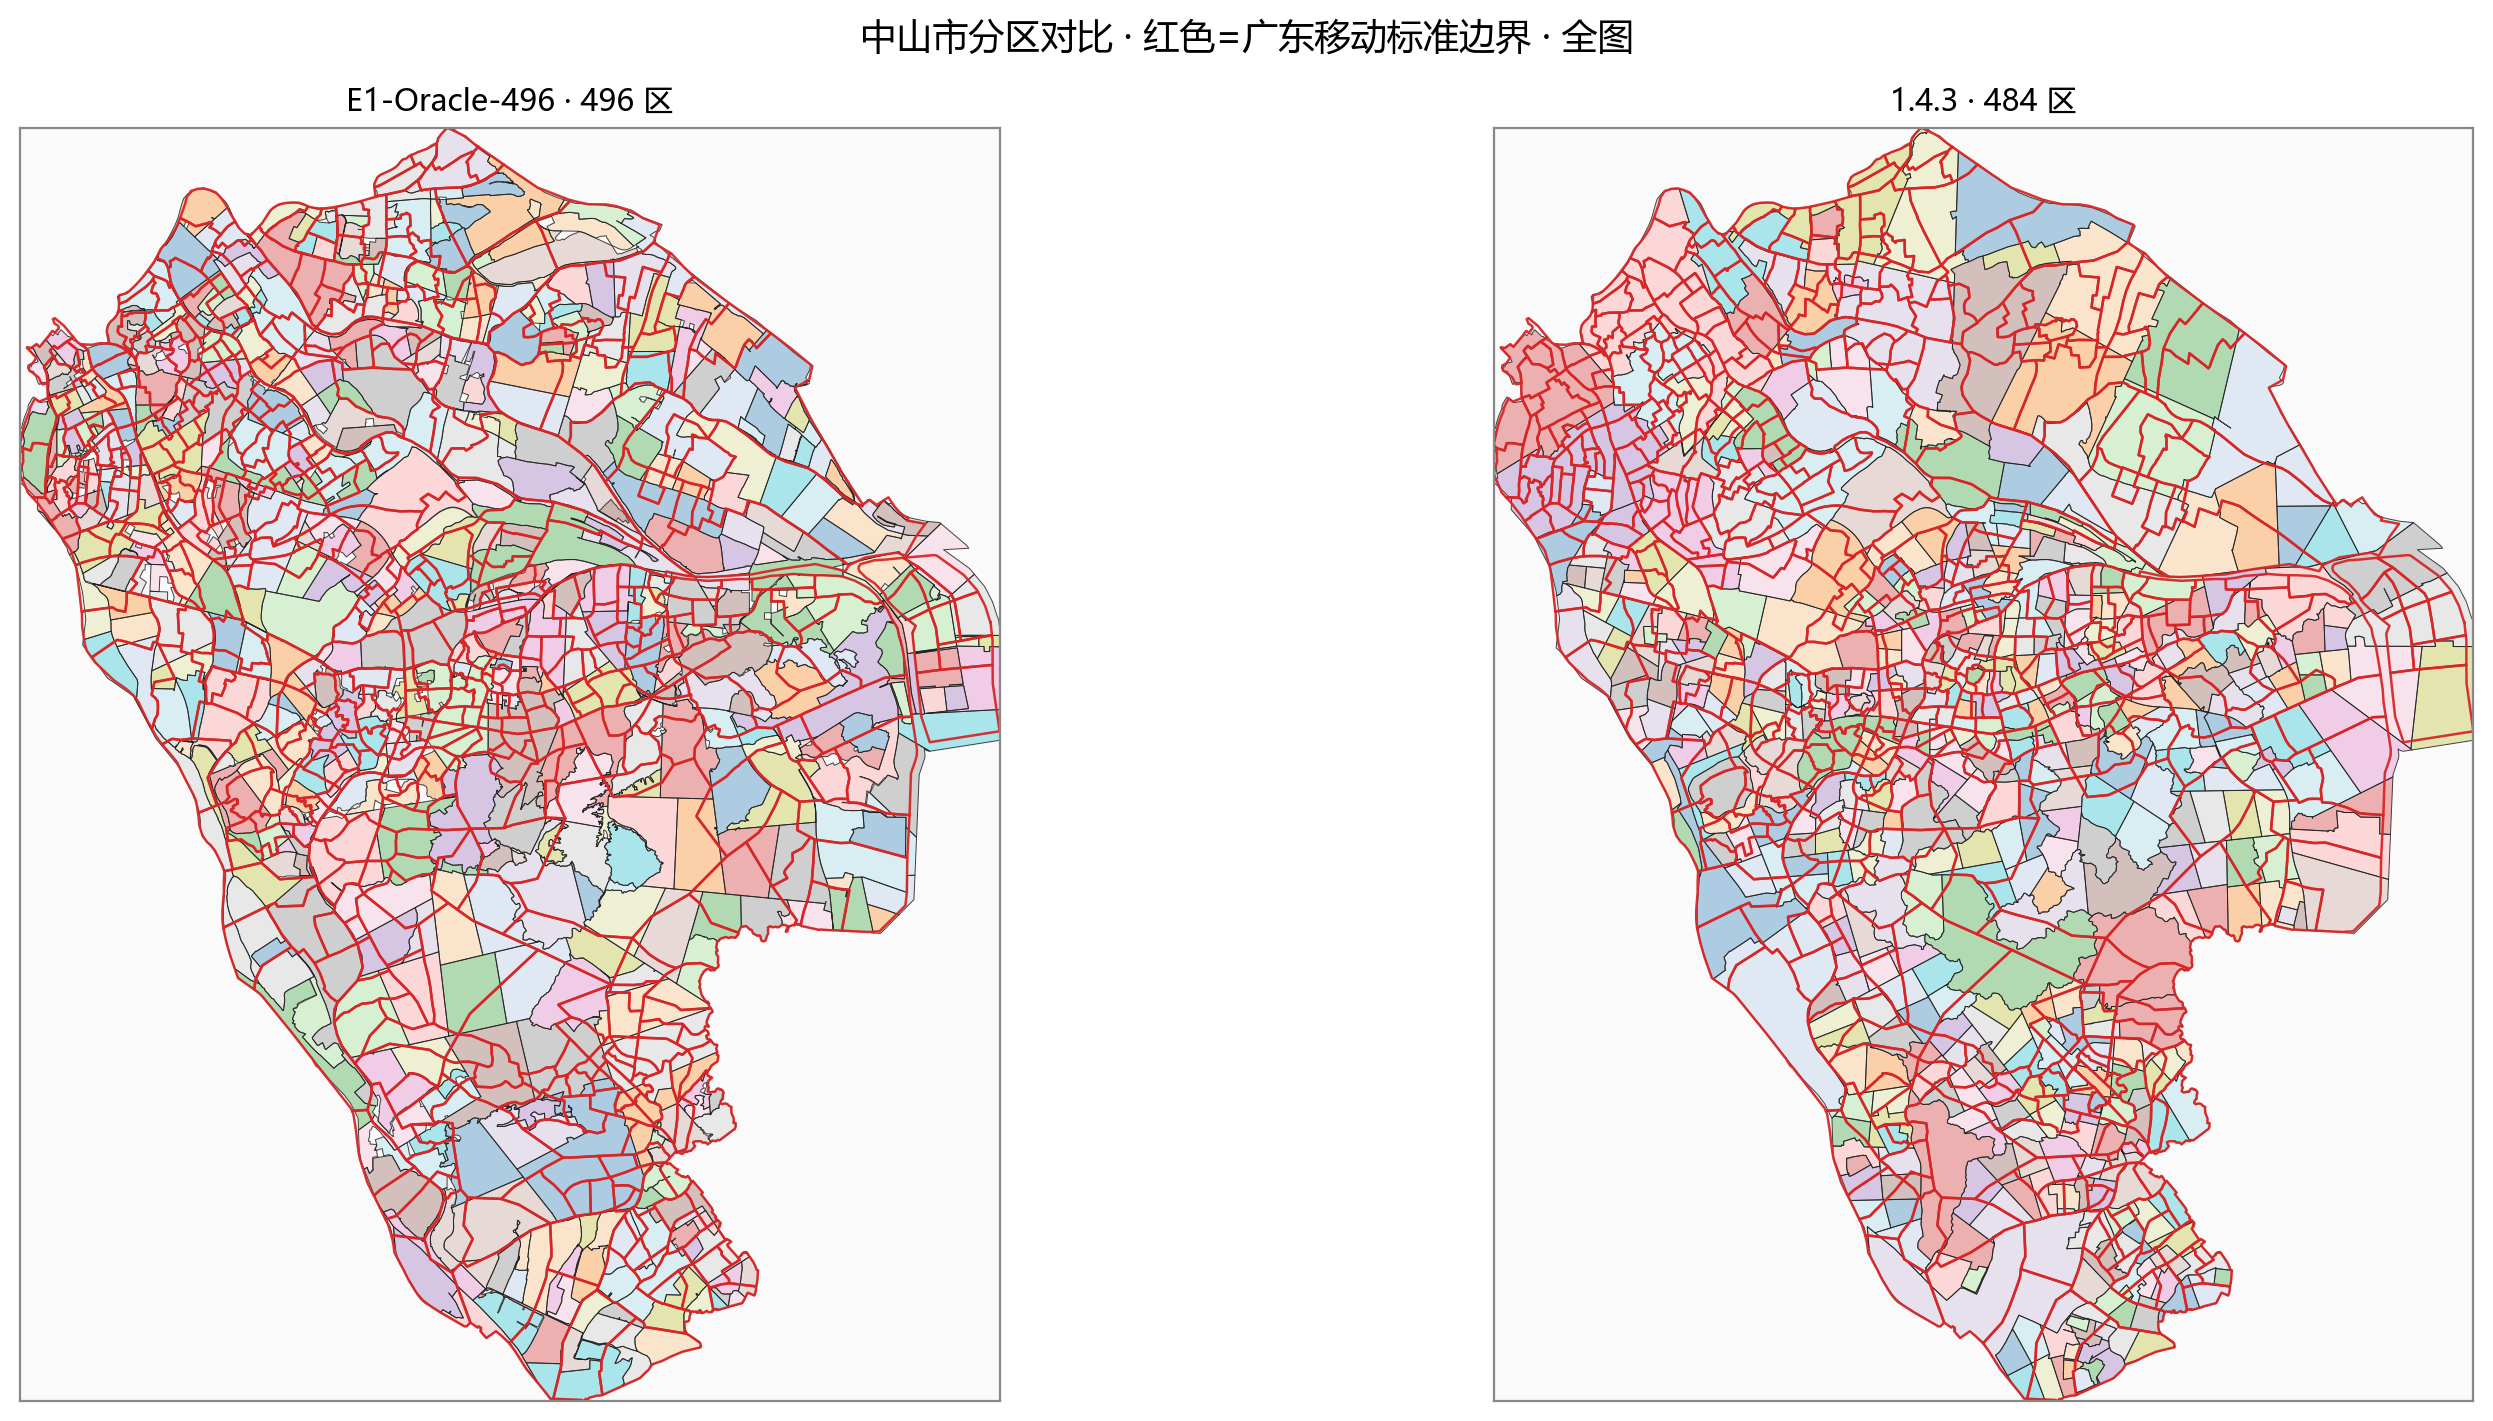 中山市分区对比 · 红色=广东移动标准边界 · 全图
E1-Oracle-496 · 496 区
1.4.3 · 484 区